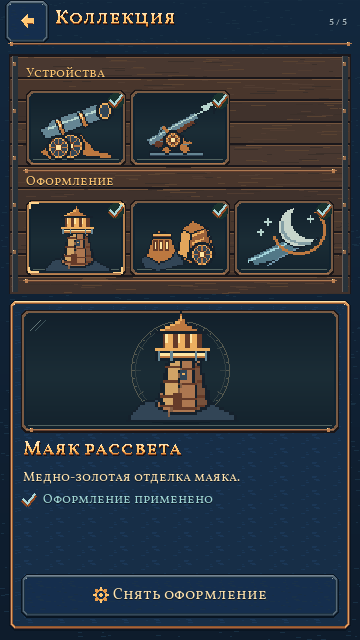 Коллекция
5 / 5
Устройства
Оформление
Маяк рассвета
Медно-золотая отделка маяка.
Оформление применено
Снять оформление